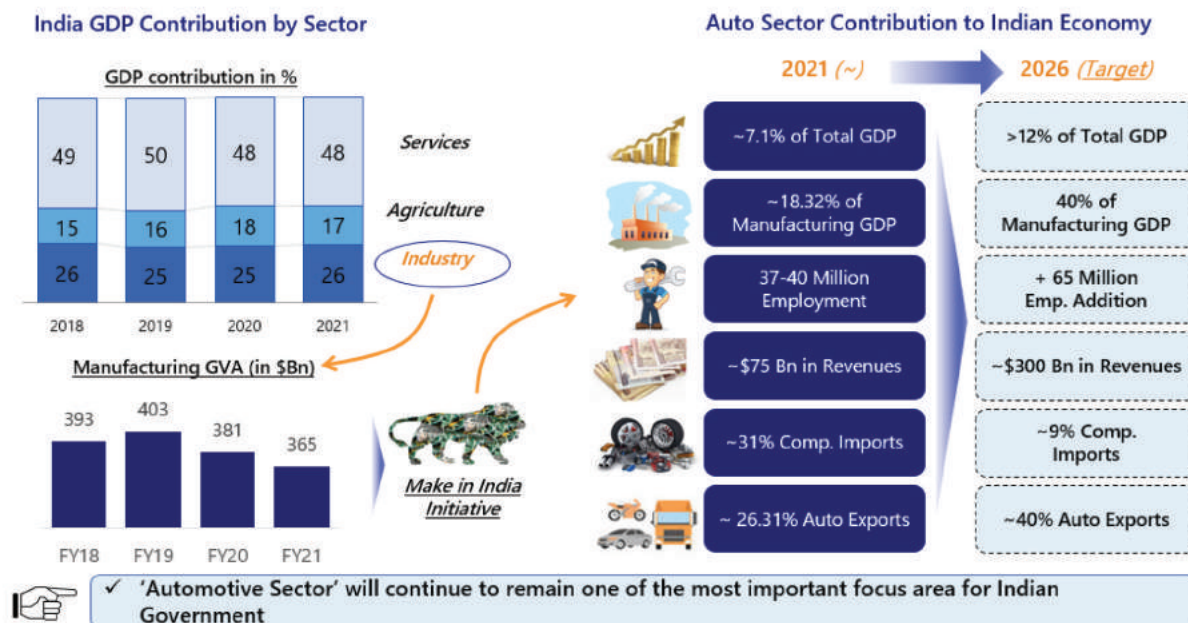 India GDP Contribution by Sector
GDP contribution in %
49
50
48
48
Services
15
16
18
17
Agriculture
26
25
25
26
Industry
2018
2019
2020
2021
Manufacturing GVA (in $Bn)
393
403
381
365
FY18
FY19
FY20
FY21
Make in India
Initiative
Auto Sector Contribution to Indian Economy
2021 (~)
2026 (Target)
~7.1% of Total GDP
>12% of Total GDP
~18.32% of
Manufacturing GDP
40% of
Manufacturing GDP
37-40 Million
Employment
+ 65 Million
Emp. Addition
~$75 Bn in Revenues
~$300 Bn in Revenues
~31% Comp. Imports
~9% Comp.
Imports
~ 26.31% Auto Exports
~40% Auto Exports
✓ 'Automotive Sector' will continue to remain one of the most important focus area for Indian
Government